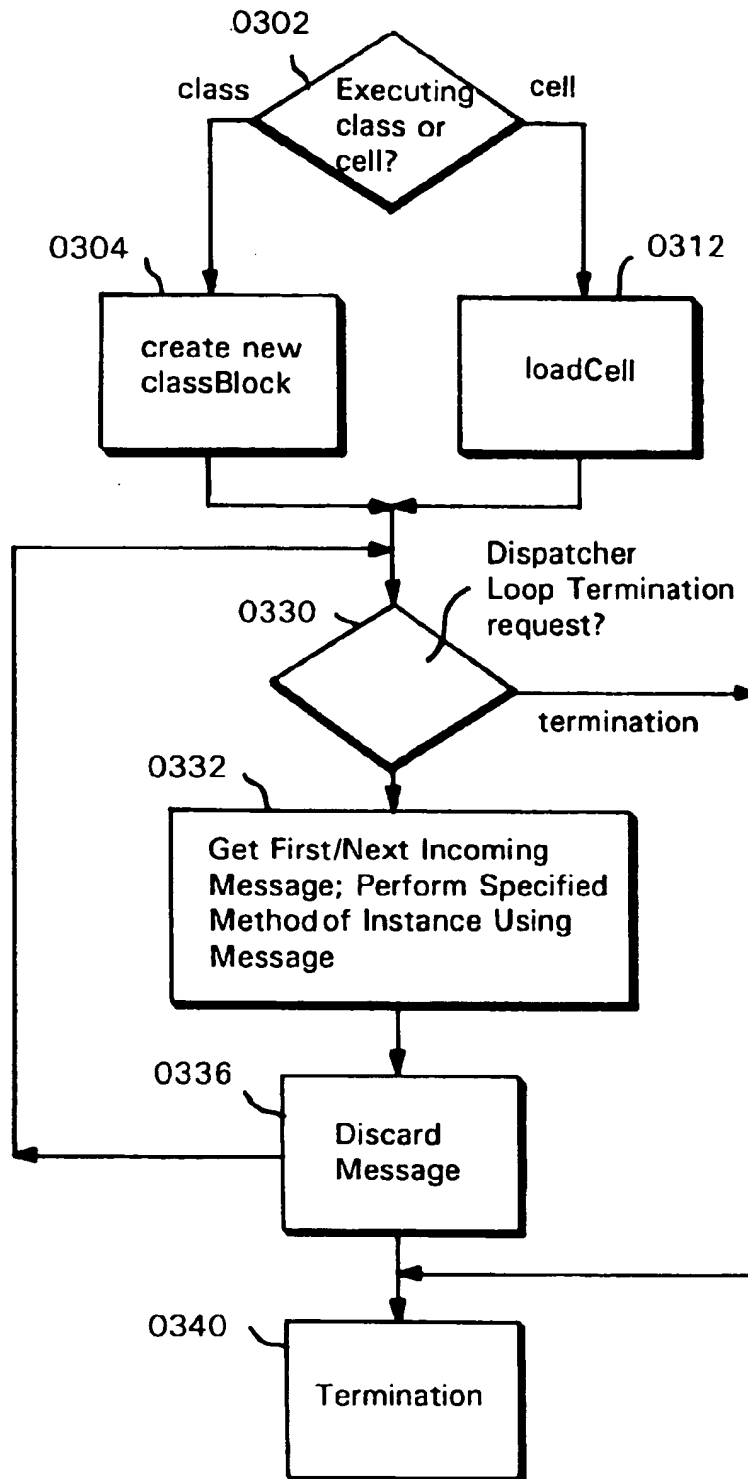 0302
class
Executing
class or
cell?
cell
0304
0312
create new
classBlock
loadCell
Dispatcher
Loop Termination
request?
0330
termination
0332
Get First/Next Incoming
Message; Perform Specified
Method of Instance Using
Message
0336
Discard
Message
0340
Termination